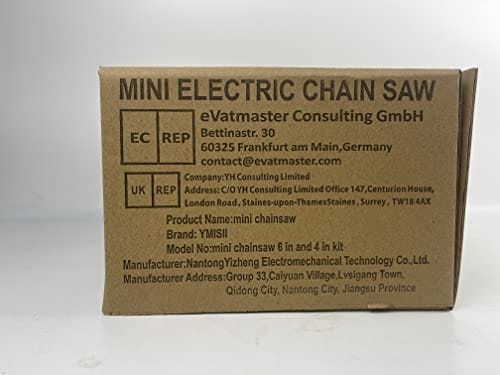 MINI ELECTRIC CHAIN SAW
EC REP
eVatmaster Consulting GmbH
Bettinastr. 30
60325 Frankfurt am Main,Germany
contact@evatmaster.com
UK REP
Company:YH Consulting Limited
Address: C/O YH Consulting Limited Office 147,Centurion House,
London Road, Staines-upon-ThamesStaines, Surrey, TW18 4AX
Product Name:mini chainsaw
Brand: YMISII
Model No:mini chainsaw 6 in and 4 in kit
Manufacturer:NantongYizheng Electromechanical Technology Co.,Ltd.
Manufacturer Address:Group 33,Caiyuan Village,Lvsigang Town,
Qidong City, Nantong City, Jiangsu Province